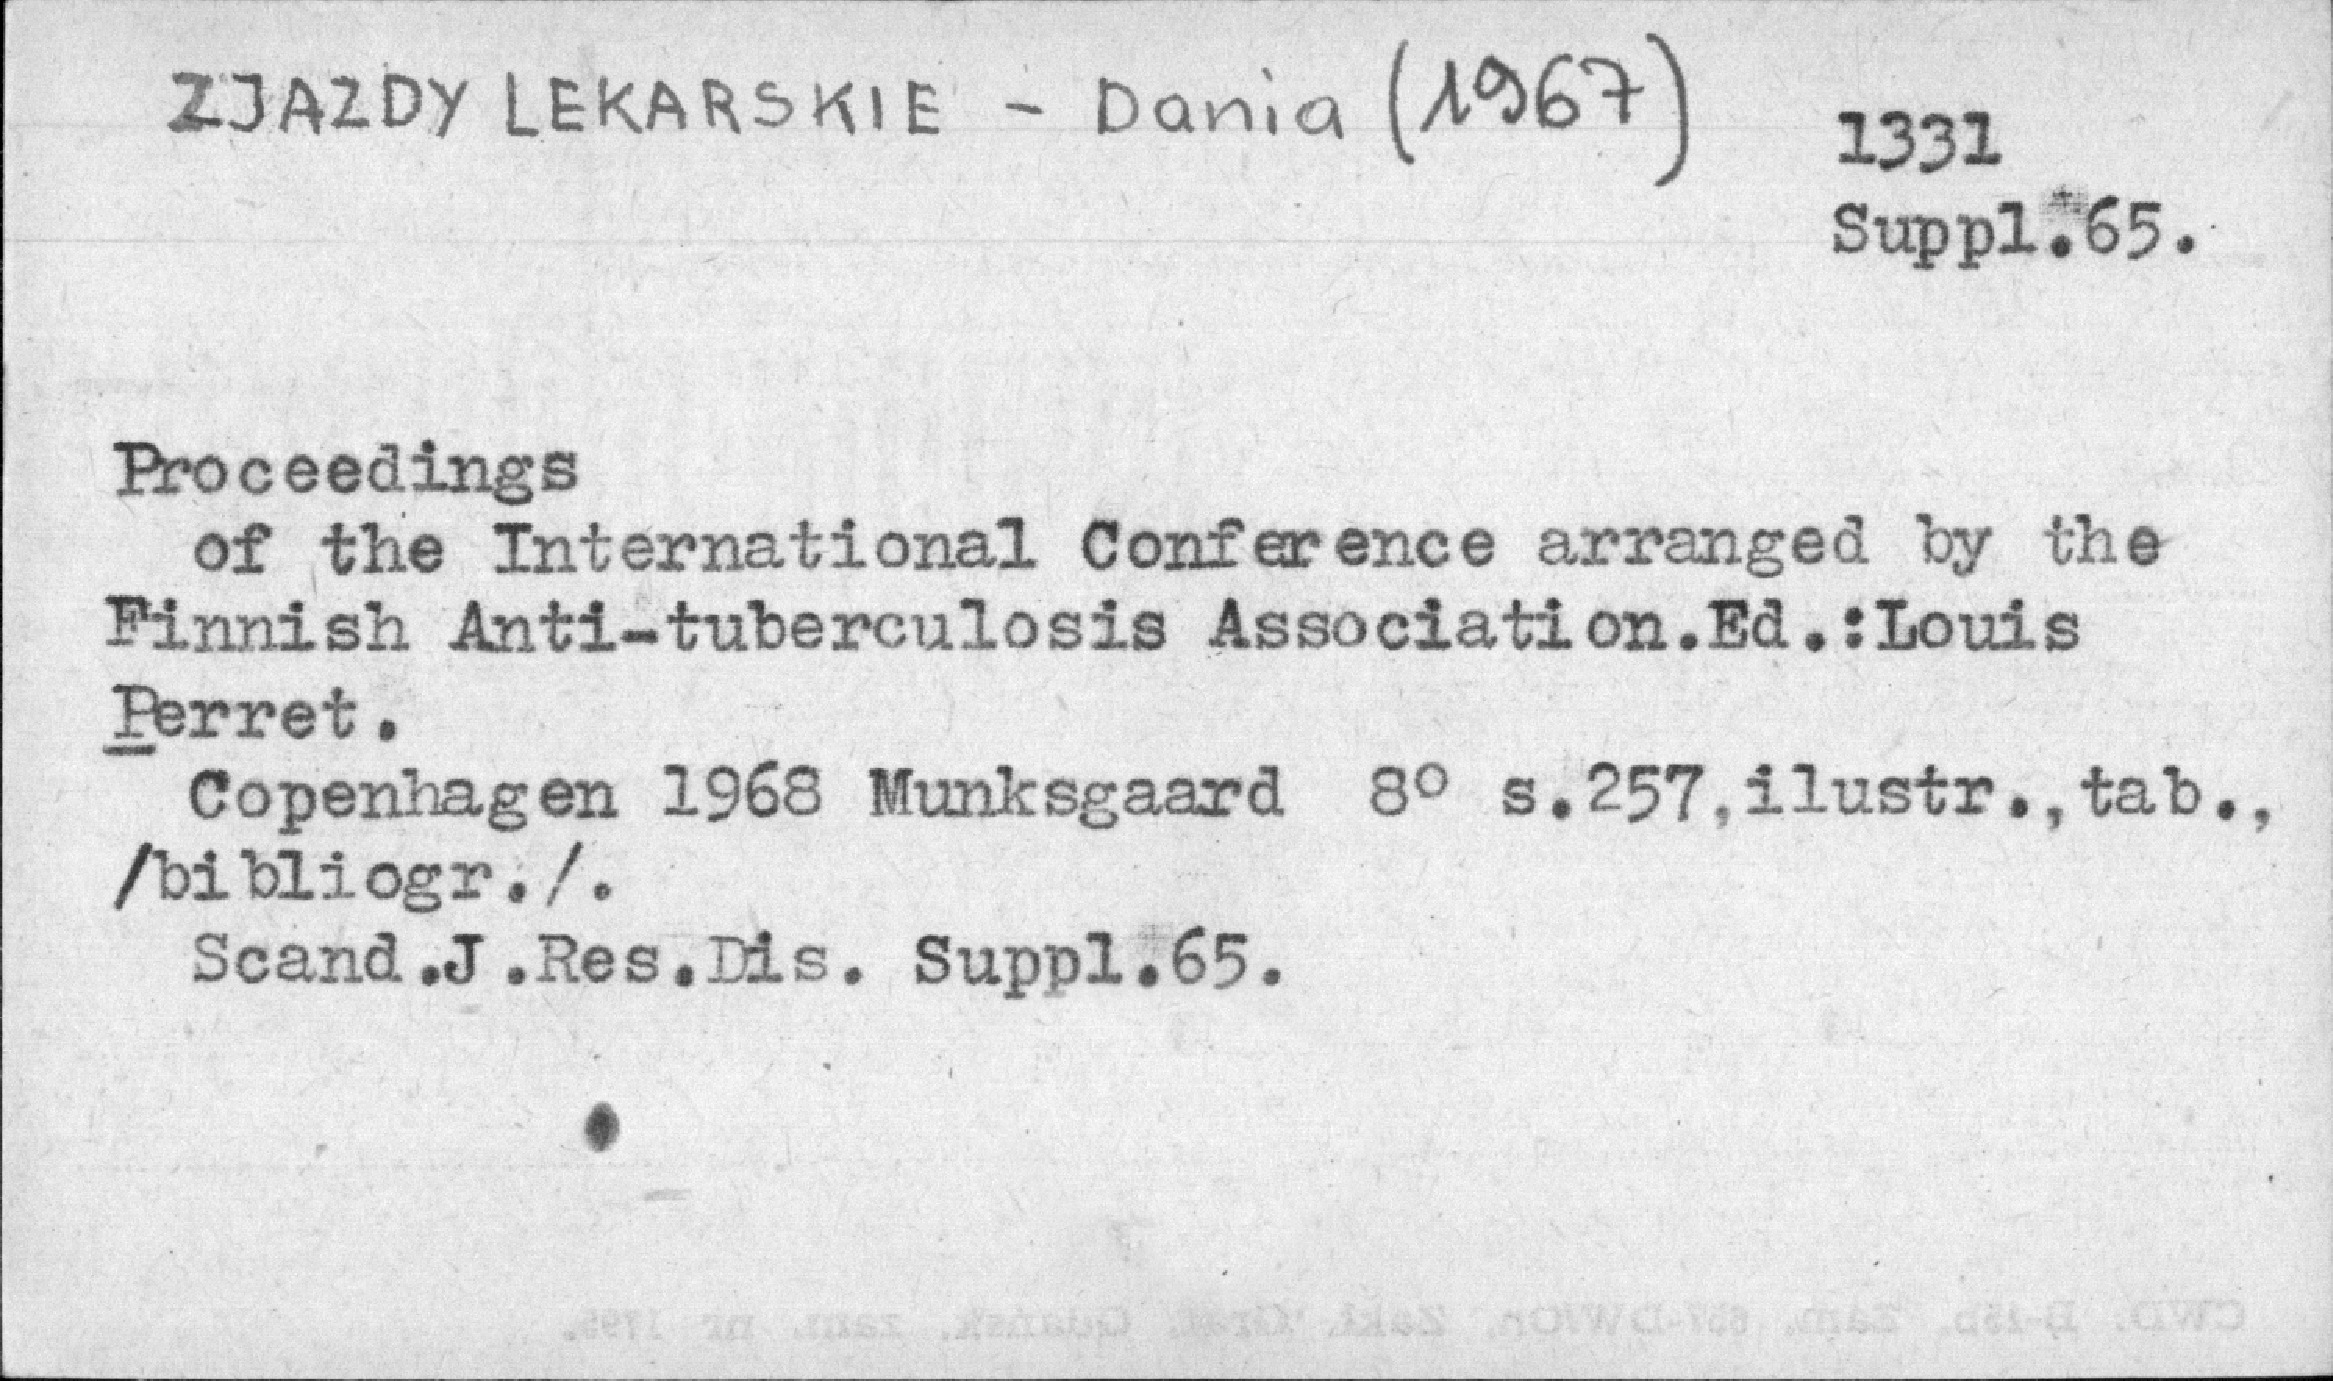 ZJAZDY LEKARSKIE - Dania (1967)
1331
Suppl.65.
Proceedings
of the International Conference arranged by the
Finnish Anti-tuberculosis Association.Ed.:Louis
Perret.
Copenhagen 1968 Munksgaard 8° s.257,ilustr.,tab.,
/bibliogr./.
Scand.J.Res.Dis. Suppl.65.